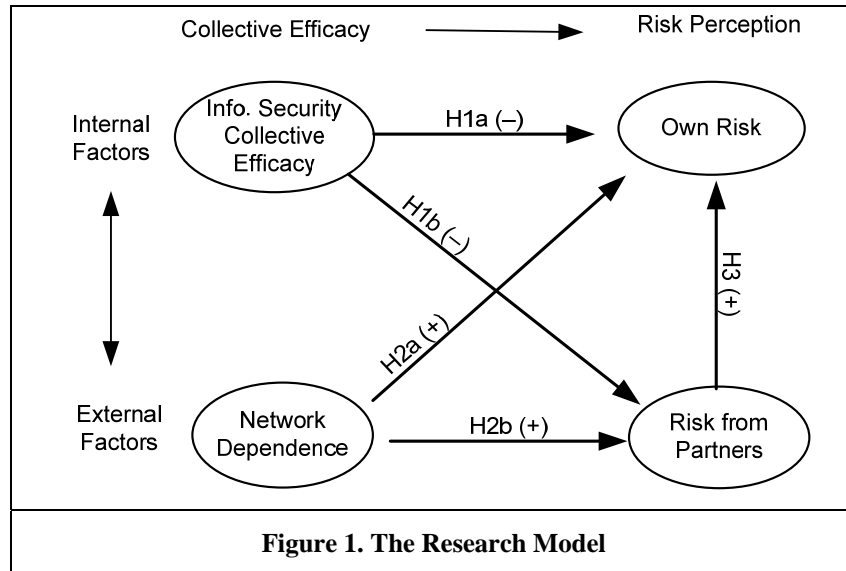 Collective Efficacy
Risk Perception
Internal
Factors
Info. Security
Collective
Efficacy
H1a (–)
Own Risk
H1b (–)
H2a (+)
H3 (+)
External
Factors
Network
Dependence
H2b (+)
Risk from
Partners
Figure 1. The Research Model